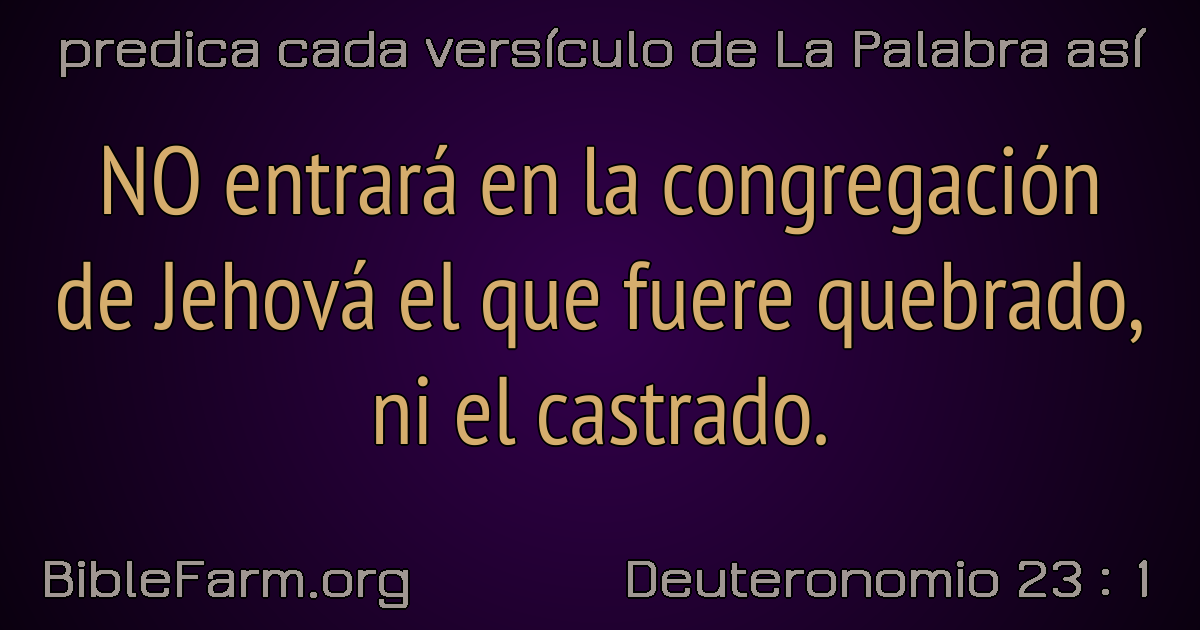 predica cada versículo de La Palabra así
NO entrará en la congregación
de Jehová el que fuere quebrado,
ni el castrado.
BibleFarm.org
Deuteronomio 23 : 1